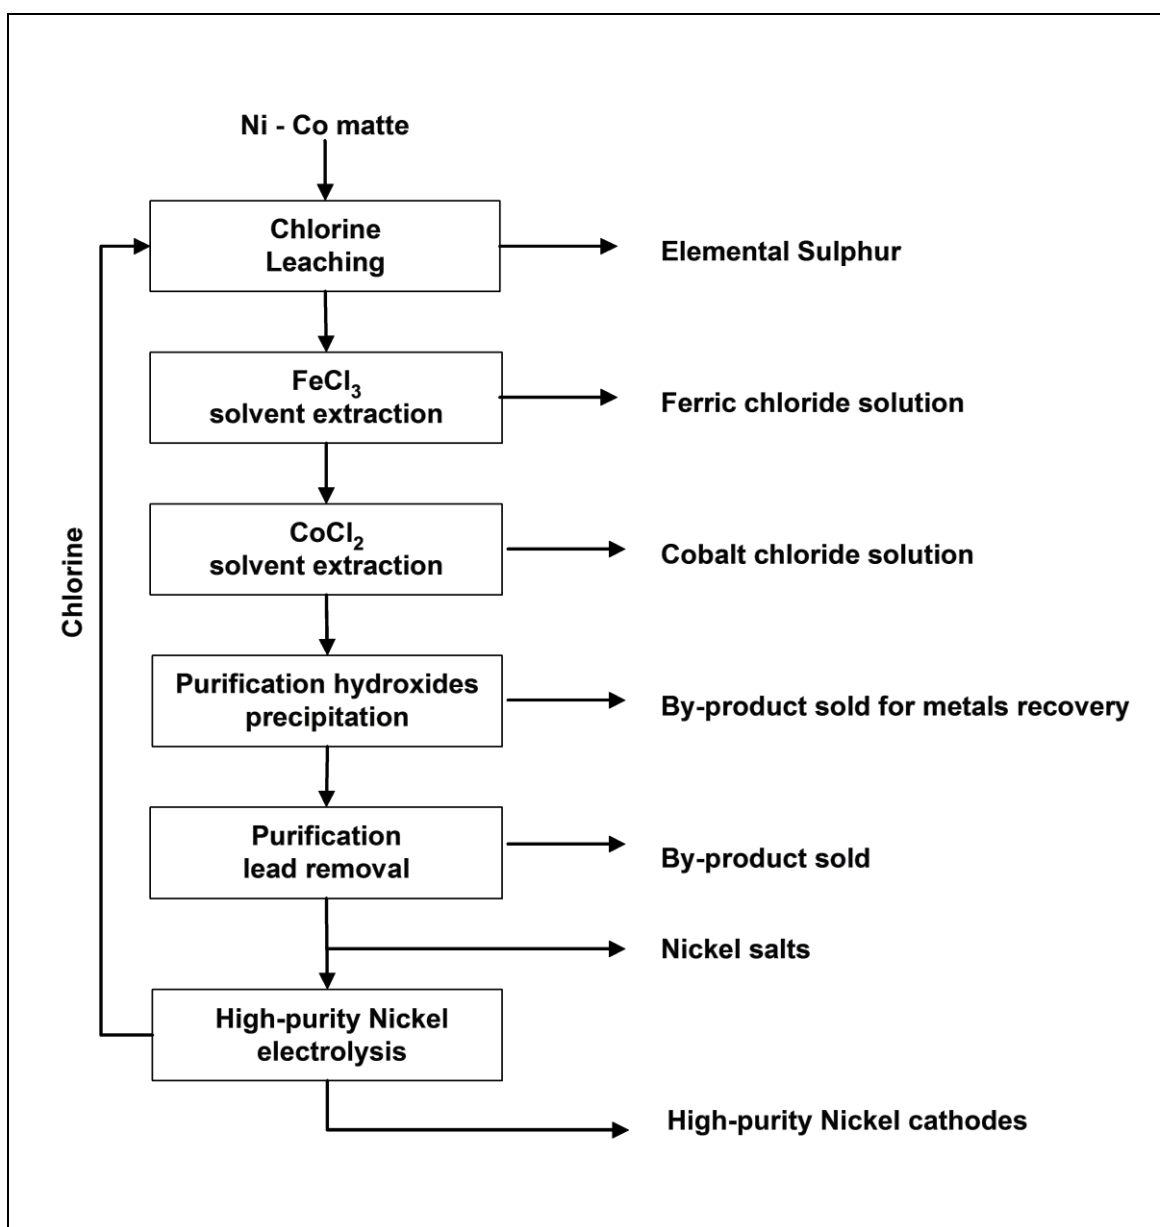 Ni - Co matte
Chlorine
Leaching
Elemental Sulphur
FeCl₃
solvent extraction
Ferric chloride solution
CoCl₂
solvent extraction
Cobalt chloride solution
Chlorine
Purification hydroxides
precipitation
By-product sold for metals recovery
Purification
lead removal
By-product sold
Nickel salts
High-purity Nickel
electrolysis
High-purity Nickel cathodes